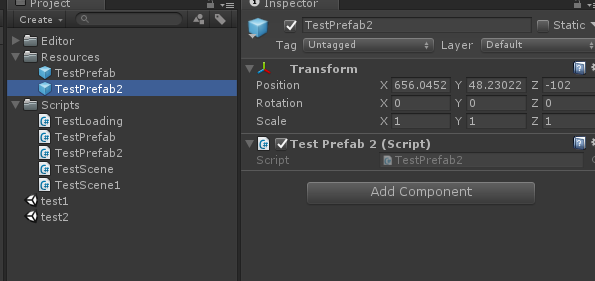 Project
Create
Editor
Resources
TestPrefab
TestPrefab2
Scripts
TestLoading
TestPrefab
TestPrefab2
TestScene
TestScene1
test1
test2
Inspector
TestPrefab2 Static
Tag Untagged Layer Default
Transform
Position X 656.0452 Y 48.23022 Z -102
Rotation X 0 Y 0 Z 0
Scale X 1 Y 1 Z 1
Test Prefab 2 (Script)
Script TestPrefab2
Add Component